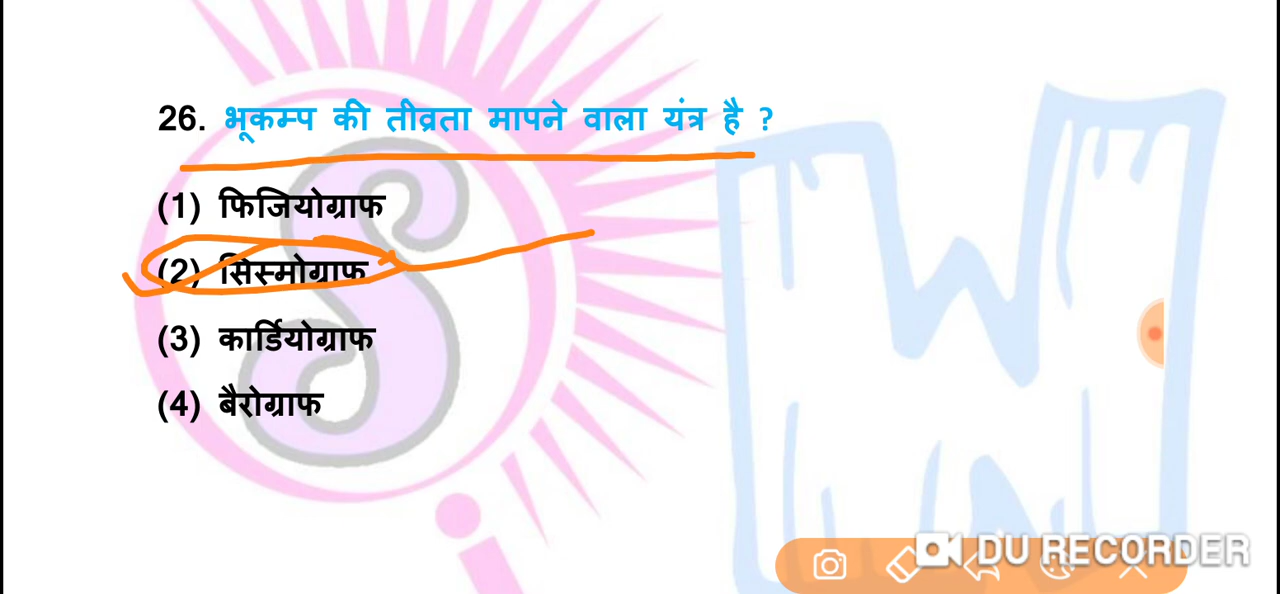 26. भूकम्प की तीव्रता मापने वाला यंत्र है ?
(1) फिजियोग्राफ
(2) सिस्मोग्राफ
(3) कार्डियोग्राफ
(4) बैरोग्राफ
DU RECORDER